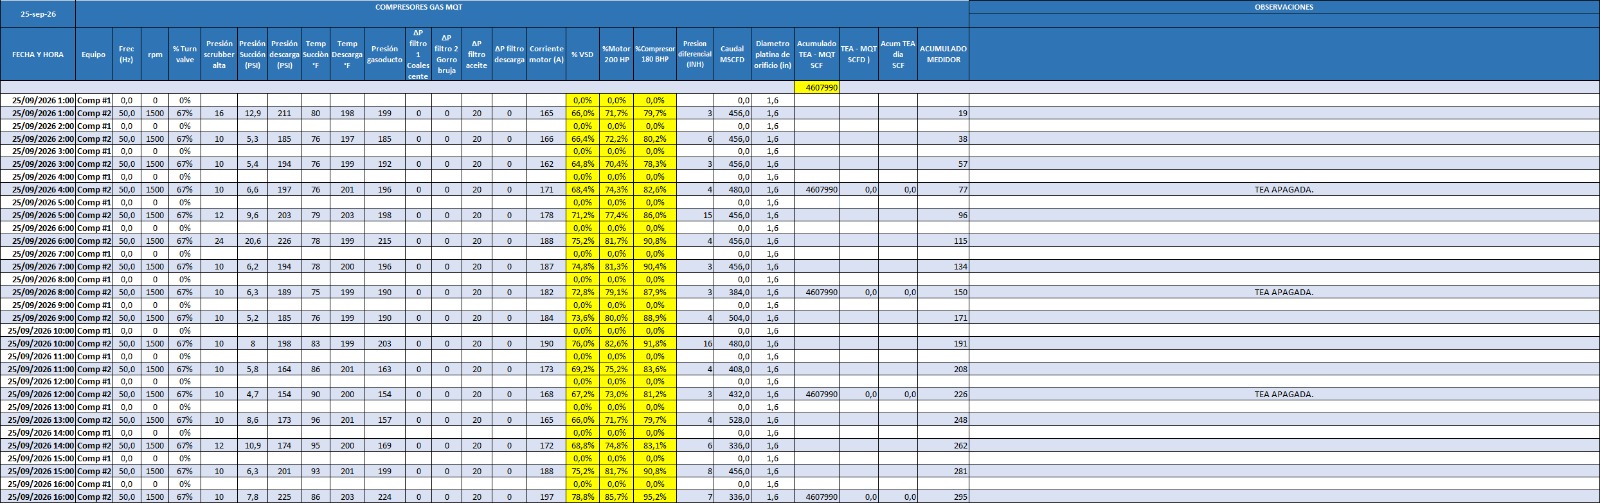 25-sep-26 COMPRESORES GAS MQT OBSERVACIONES
FECHA Y HORA Equipo Frec (Hz) rpm % Turn valve Presión scrubber alta Presión Succión (PSI) Presión descarga (PSI) Temp Succión °F Temp Descarga °F Presión gasoducto ΔP filtro 1 Coales cente ΔP filtro 2 Gorro bruja ΔP filtro aceite ΔP filtro descarga Corriente motor (A) % VSD %Motor 200 HP %Compresor 180 BHP Presion diferencial (INH) Caudal MSCFD Diametro platina de orificio (in) Acumulado TEA - MQT SCF TEA - MQT SCFD ) Acum TEA dia SCF ACUMULADO MEDIDOR
4607990
25/09/2026 1:00 Comp #1 0,0 0 0% 0,0% 0,0% 0,0% 0,0 1,6
25/09/2026 1:00 Comp #2 50,0 1500 67% 16 12,9 211 80 198 199 0 0 20 0 165 66,0% 71,7% 79,7% 3 456,0 1,6 19
25/09/2026 2:00 Comp #1 0,0 0 0% 0,0% 0,0% 0,0% 0,0 1,6
25/09/2026 2:00 Comp #2 50,0 1500 67% 10 5,3 185 76 197 185 0 0 20 0 166 66,4% 72,2% 80,2% 6 456,0 1,6 38
25/09/2026 3:00 Comp #1 0,0 0 0% 0,0% 0,0% 0,0% 0,0 1,6
25/09/2026 3:00 Comp #2 50,0 1500 67% 10 5,4 194 76 199 192 0 0 20 0 162 64,8% 70,4% 78,3% 3 456,0 1,6 57
25/09/2026 4:00 Comp #1 0,0 0 0% 0,0% 0,0% 0,0% 0,0 1,6
25/09/2026 4:00 Comp #2 50,0 1500 67% 10 6,6 197 76 201 196 0 0 20 0 171 68,4% 74,3% 82,6% 4 480,0 1,6 4607990 0,0 0,0 77 TEA APAGADA.
25/09/2026 5:00 Comp #1 0,0 0 0% 0,0% 0,0% 0,0% 0,0 1,6
25/09/2026 5:00 Comp #2 50,0 1500 67% 12 9,6 203 79 203 198 0 0 20 0 178 71,2% 77,4% 86,0% 15 456,0 1,6 96
25/09/2026 6:00 Comp #1 0,0 0 0% 0,0% 0,0% 0,0% 0,0 1,6
25/09/2026 6:00 Comp #2 50,0 1500 67% 24 20,6 226 78 199 215 0 0 20 0 188 75,2% 81,7% 90,8% 4 456,0 1,6 115
25/09/2026 7:00 Comp #1 0,0 0 0% 0,0% 0,0% 0,0% 0,0 1,6
25/09/2026 7:00 Comp #2 50,0 1500 67% 10 6,2 194 78 200 196 0 0 20 0 187 74,8% 81,3% 90,4% 3 456,0 1,6 134
25/09/2026 8:00 Comp #1 0,0 0 0% 0,0% 0,0% 0,0% 0,0 1,6
25/09/2026 8:00 Comp #2 50,0 1500 67% 10 6,3 189 75 199 190 0 0 20 0 182 72,8% 79,1% 87,9% 3 384,0 1,6 4607990 0,0 0,0 150 TEA APAGADA.
25/09/2026 9:00 Comp #1 0,0 0 0% 0,0% 0,0% 0,0% 0,0 1,6
25/09/2026 9:00 Comp #2 50,0 1500 67% 10 5,2 185 76 199 190 0 0 20 0 184 73,6% 80,0% 88,9% 4 504,0 1,6 171
25/09/2026 10:00 Comp #1 0,0 0 0% 0,0% 0,0% 0,0% 0,0 1,6
25/09/2026 10:00 Comp #2 50,0 1500 67% 10 8 198 83 199 203 0 0 20 0 190 76,0% 82,6% 91,8% 16 480,0 1,6 191
25/09/2026 11:00 Comp #1 0,0 0 0% 0,0% 0,0% 0,0% 0,0 1,6
25/09/2026 11:00 Comp #2 50,0 1500 67% 10 5,8 164 86 201 163 0 0 20 0 173 69,2% 75,2% 83,6% 4 408,0 1,6 208
25/09/2026 12:00 Comp #1 0,0 0 0% 0,0% 0,0% 0,0% 0,0 1,6
25/09/2026 12:00 Comp #2 50,0 1500 67% 10 4,7 154 90 200 154 0 0 20 0 168 67,2% 73,0% 81,2% 3 432,0 1,6 4607990 0,0 0,0 226 TEA APAGADA.
25/09/2026 13:00 Comp #1 0,0 0 0% 0,0% 0,0% 0,0% 0,0 1,6
25/09/2026 13:00 Comp #2 50,0 1500 67% 10 8,6 173 96 201 157 0 0 20 0 165 66,0% 71,7% 79,7% 4 528,0 1,6 248
25/09/2026 14:00 Comp #1 0,0 0 0% 0,0% 0,0% 0,0% 0,0 1,6
25/09/2026 14:00 Comp #2 50,0 1500 67% 12 10,9 174 95 200 169 0 0 20 0 172 68,8% 74,8% 83,1% 6 336,0 1,6 262
25/09/2026 15:00 Comp #1 0,0 0 0% 0,0% 0,0% 0,0% 0,0 1,6
25/09/2026 15:00 Comp #2 50,0 1500 67% 10 6,3 201 93 201 199 0 0 20 0 188 75,2% 81,7% 90,8% 8 456,0 1,6 281
25/09/2026 16:00 Comp #1 0,0 0 0% 0,0% 0,0% 0,0% 0,0 1,6
25/09/2026 16:00 Comp #2 50,0 1500 67% 10 7,8 225 86 203 224 0 0 20 0 197 78,8% 85,7% 95,2% 7 336,0 1,6 4607990 0,0 0,0 295